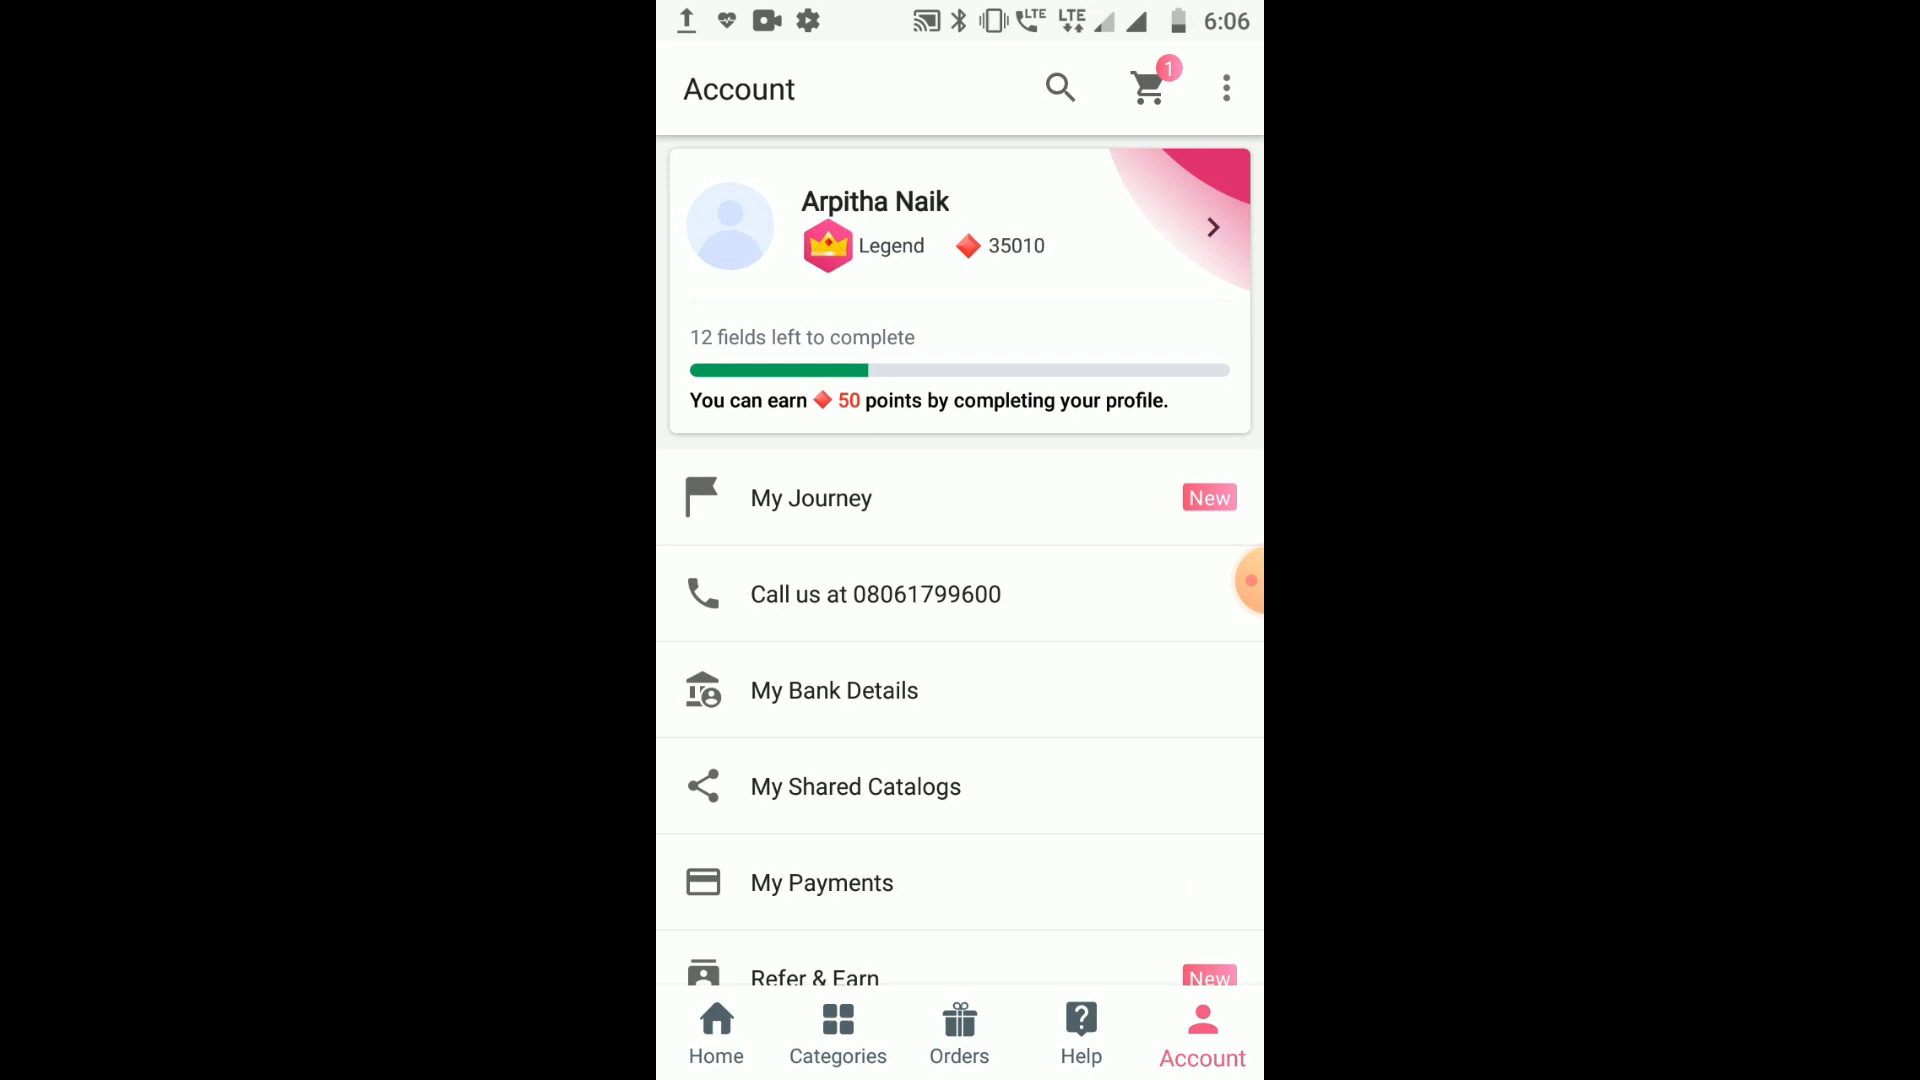 LTE LTE 6:06
Account
1
Arpitha Naik
Legend 35010
12 fields left to complete
You can earn 50 points by completing your profile.
My Journey New
Call us at 08061799600
My Bank Details
My Shared Catalogs
My Payments
Refer & Earn New
Home Categories Orders Help Account